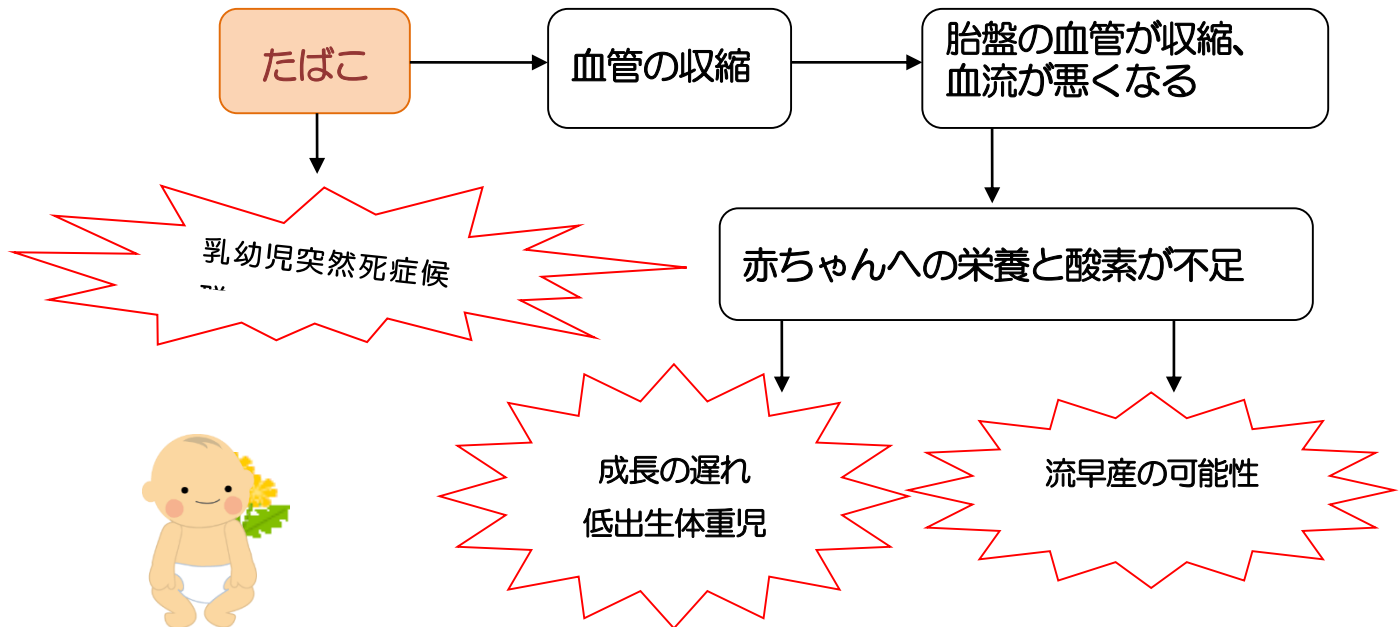 たばこ
血管の収縮
胎盤の血管が収縮、
血流が悪くなる
乳幼児突然死症候
赤ちゃんへの栄養と酸素が不足
成長の遅れ
低出生体重児
流早産の可能性